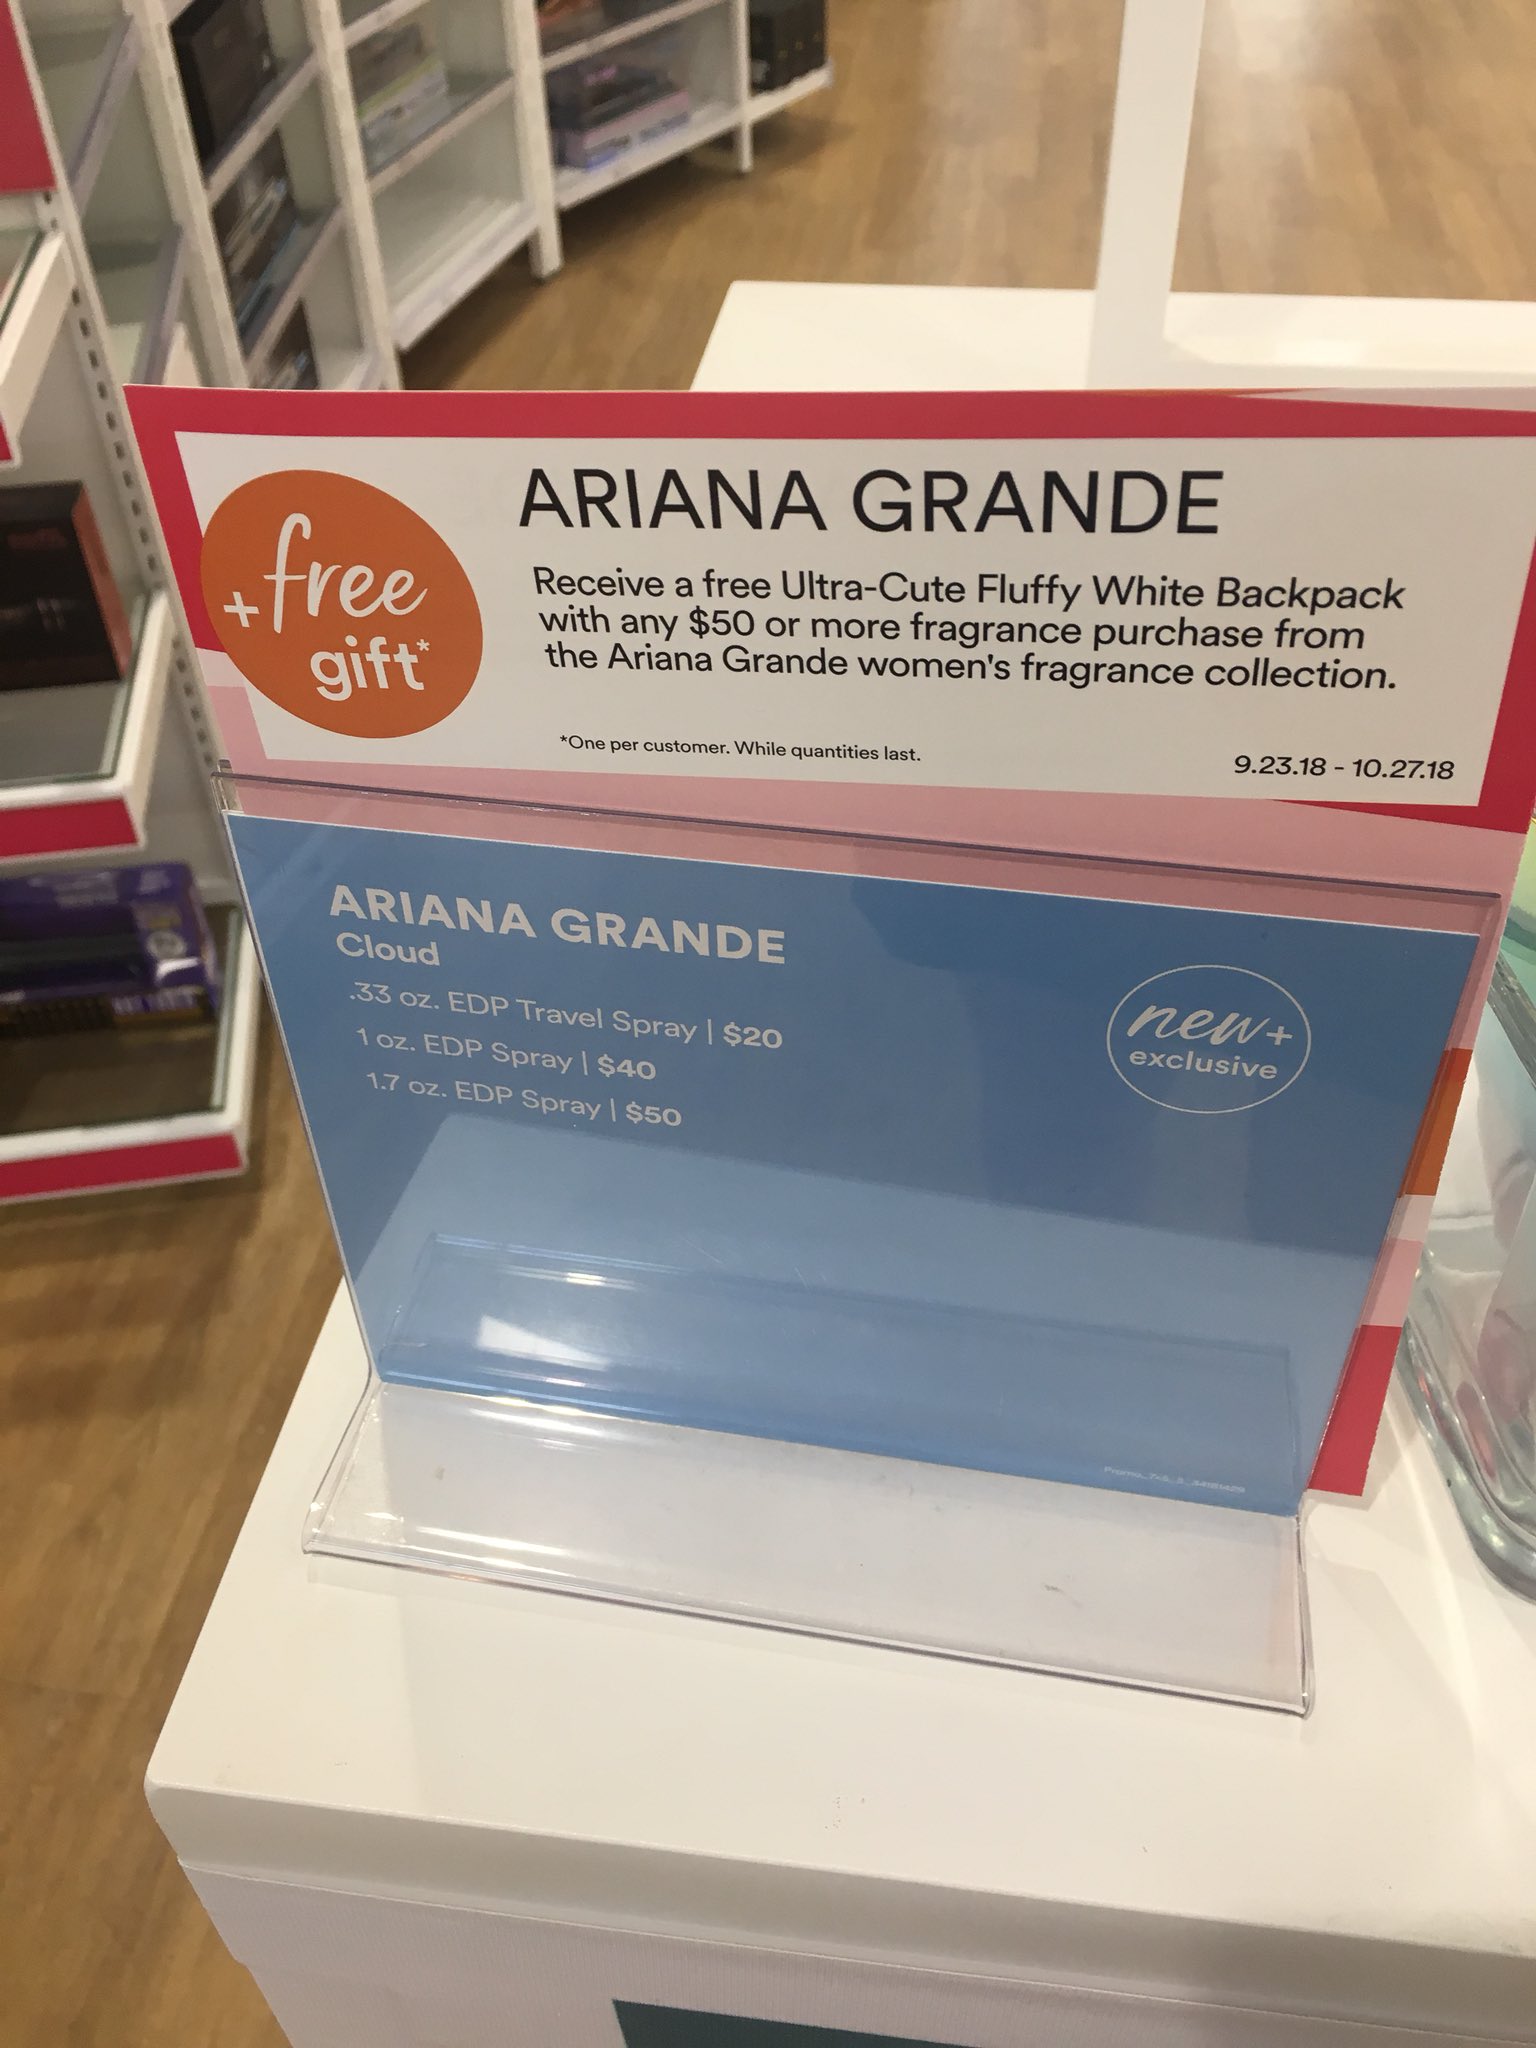 + free
gift*
ARIANA GRANDE
Receive a free Ultra-Cute Fluffy White Backpack
with any $50 or more fragrance purchase from
the Ariana Grande women's fragrance collection.
*One per customer. While quantities last.
9.23.18 - 10.27.18
ARIANA GRANDE
Cloud
.33 oz. EDP Travel Spray | $20
1 oz. EDP Spray | $40
1.7 oz. EDP Spray | $50
new+
exclusive